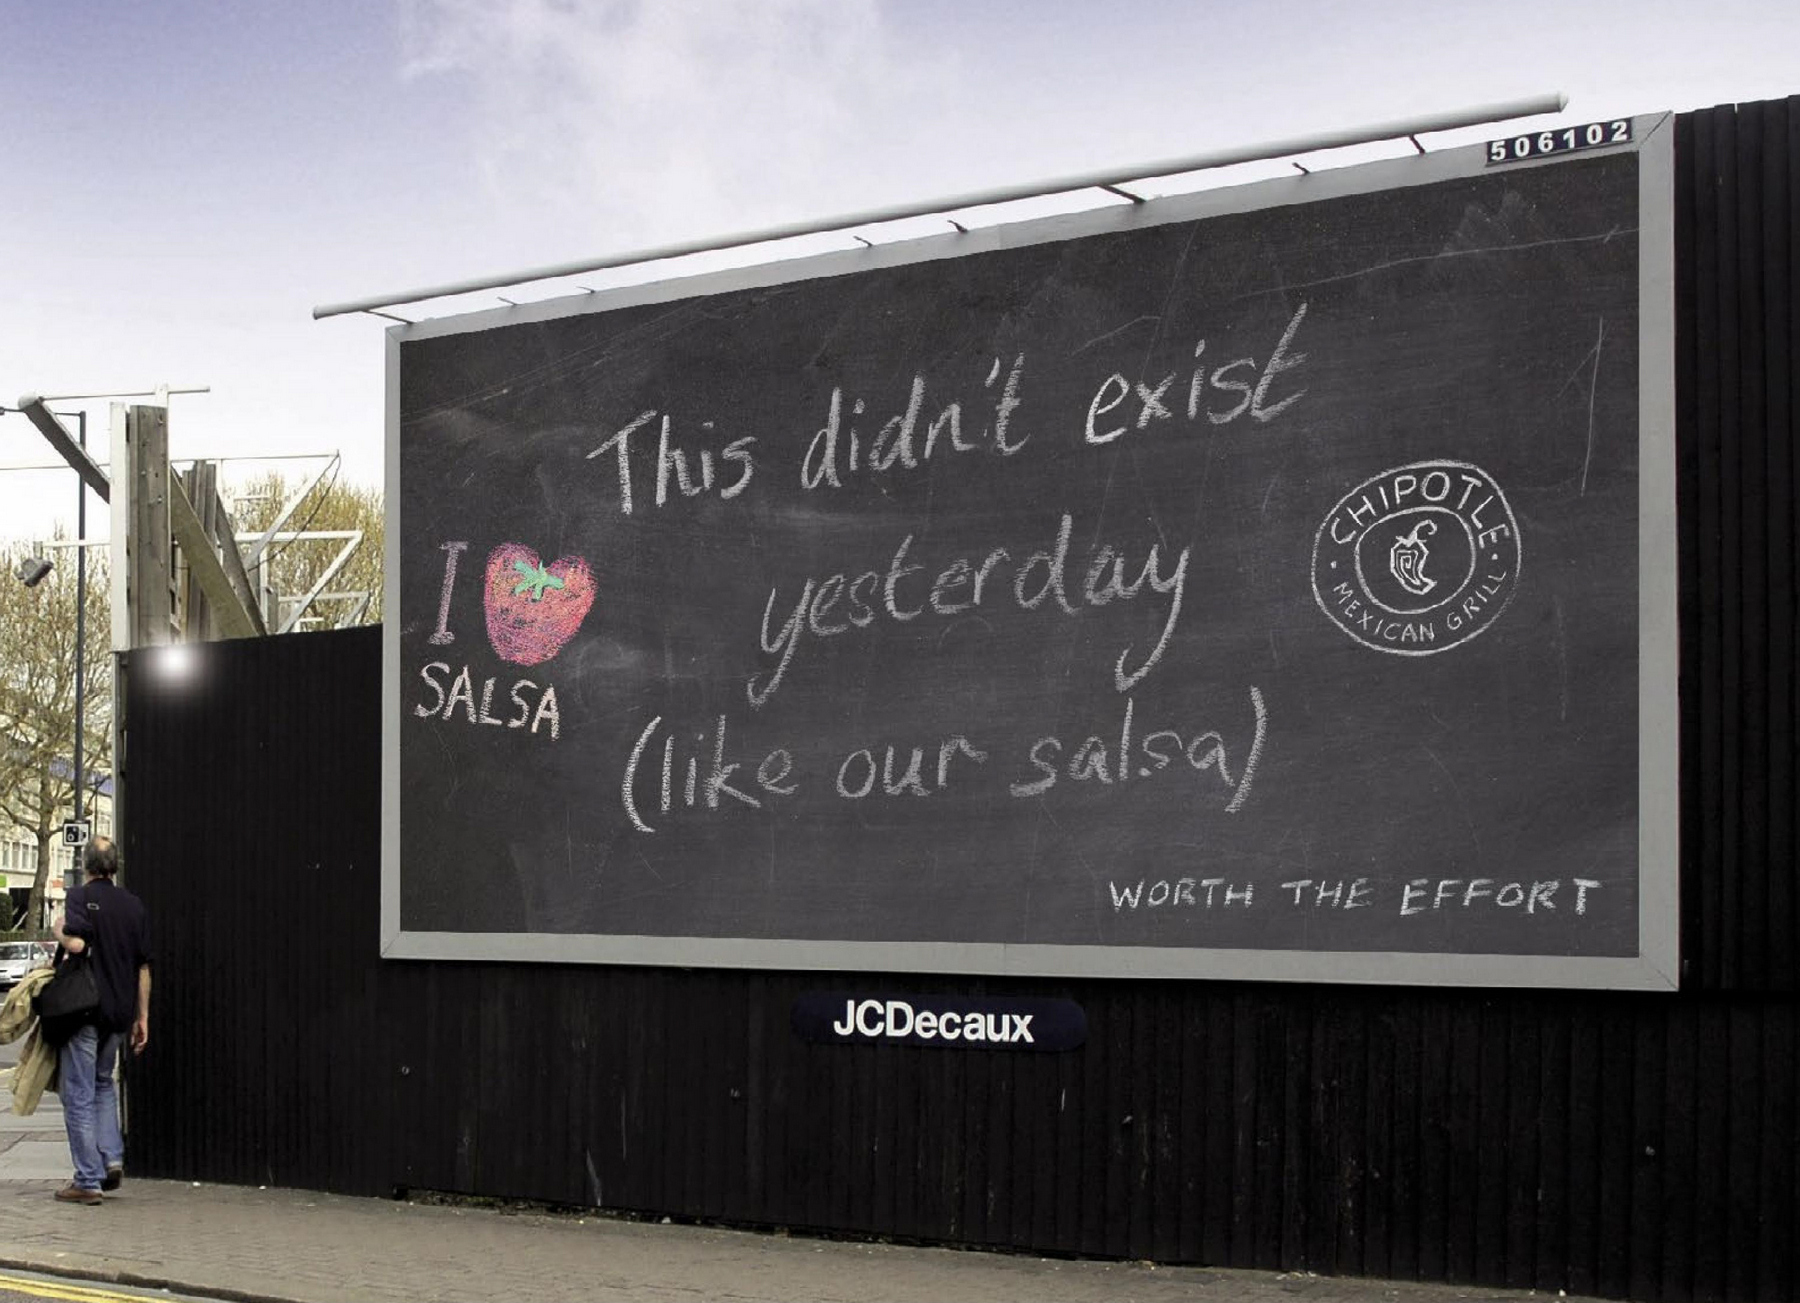 506102
This didn't exist
yesterday
(like our salsa)
I
SALSA
CHIPOTLE
MEXICAN GRILL
WORTH THE EFFORT
JCDecaux